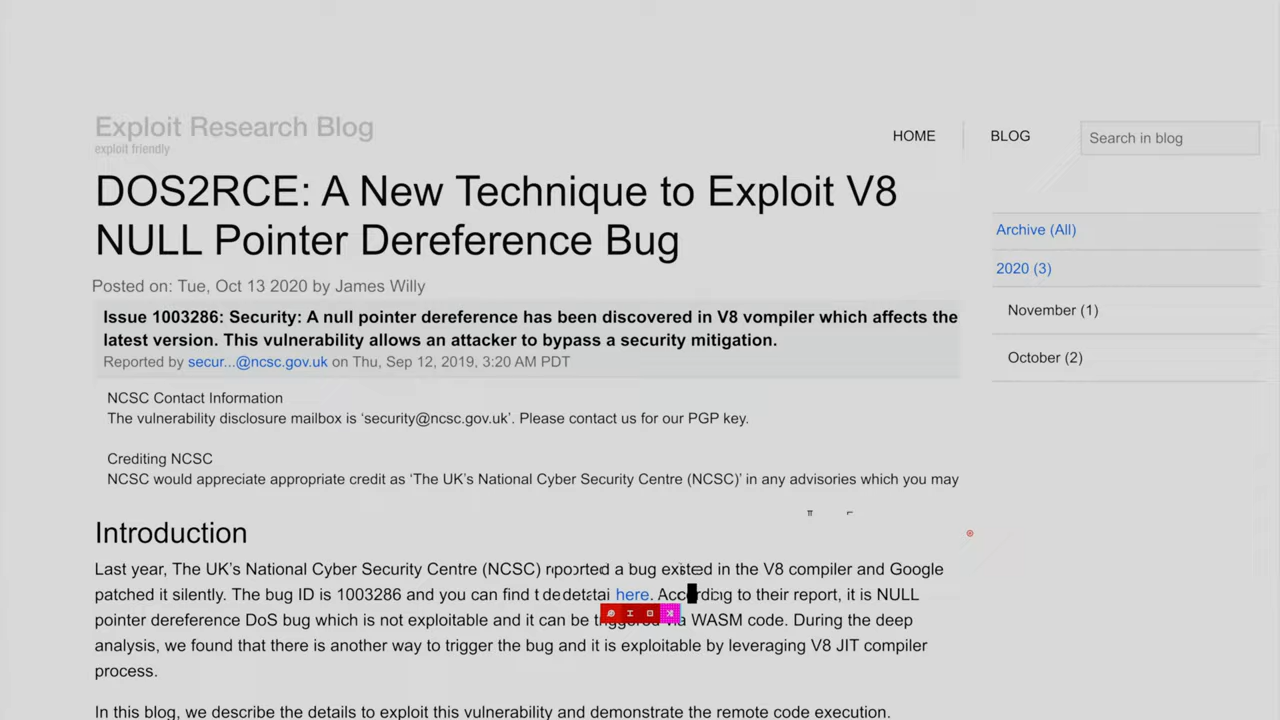 Exploit Research Blog
exploit friendly
HOME
BLOG
Search in blog
DOS2RCE: A New Technique to Exploit V8
NULL Pointer Dereference Bug
Posted on: Tue, Oct 13 2020 by James Willy
Issue 1003286: Security: A null pointer dereference has been discovered in V8 vompiler which affects the
latest version. This vulnerability allows an attacker to bypass a security mitigation.
Reported by secur...@ncsc.gov.uk on Thu, Sep 12, 2019, 3:20 AM PDT
NCSC Contact Information
The vulnerability disclosure mailbox is ‘security@ncsc.gov.uk’. Please contact us for our PGP key.
Crediting NCSC
NCSC would appreciate appropriate credit as ‘The UK’s National Cyber Security Centre (NCSC)’ in any advisories which you may
Introduction
Last year, The UK’s National Cyber Security Centre (NCSC) a bug in the V8 compiler and Google
patched it silently. The bug ID is 1003286 and you can find here. to their report, it is NULL
pointer dereference DoS bug which is not exploitable and it can be WASM code. During the deep
analysis, we found that there is another way to trigger the bug and it is exploitable by leveraging V8 JIT compiler
process.
In this blog, we describe the details to exploit this vulnerability and demonstrate the remote code execution.
Archive (All)
2020 (3)
November (1)
October (2)